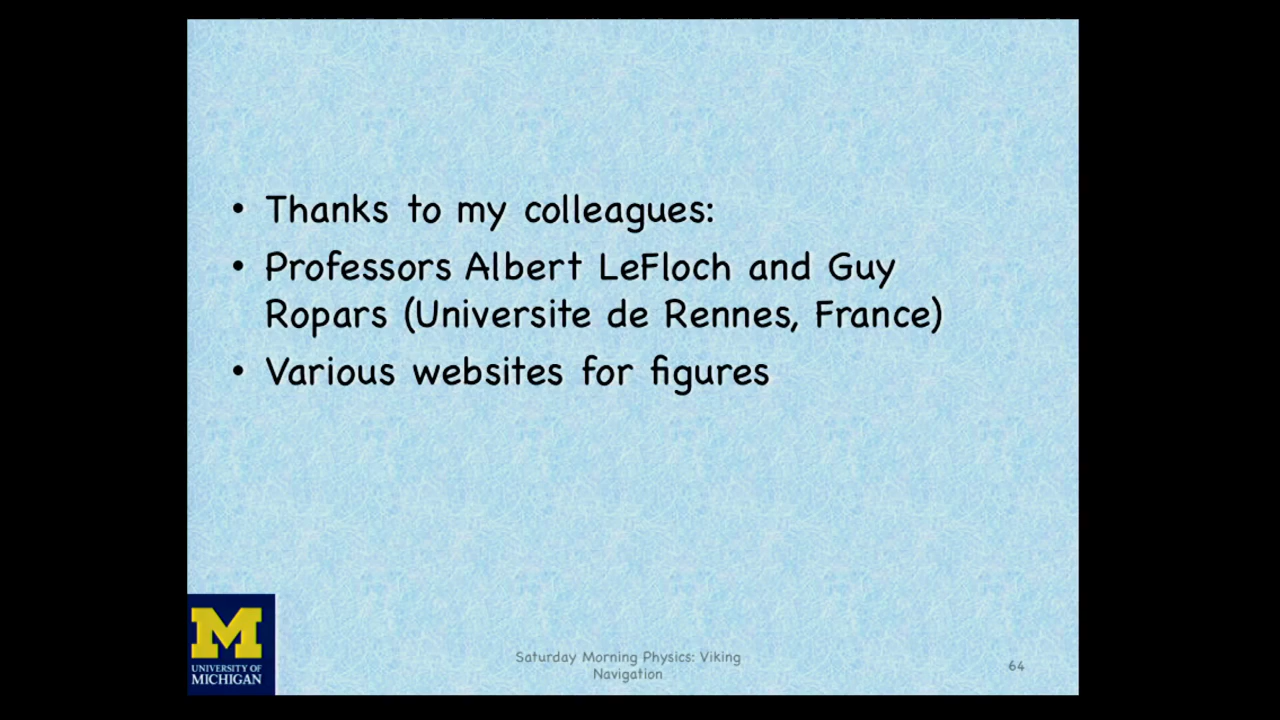 • Thanks to my colleagues:
• Professors Albert LeFloch and Guy
Ropars (Universite de Rennes, France)
• Various websites for figures
M
UNIVERSITY OF
MICHIGAN
Saturday Morning Physics: Viking
Navigation
64